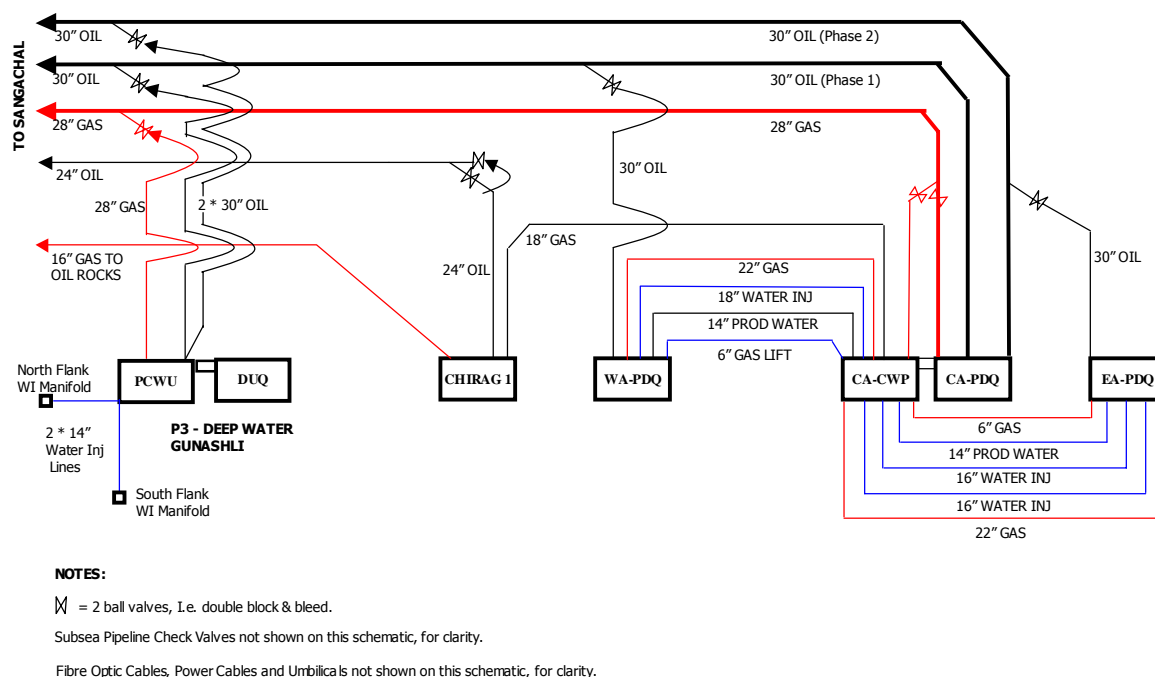 TO SANGACHAL
30” OIL
30” OIL (Phase 2)
30” OIL
30” OIL (Phase 1)
28” GAS
28” GAS
24” OIL
30” OIL
28” GAS
2 * 30” OIL
18” GAS
16” GAS TO
OIL ROCKS
24” OIL
22” GAS
30” OIL
18” WATER INJ
14” PROD WATER
6” GAS LIFT
North Flank
WI Manifold
PCWU
DUQ
CHIRAG 1
WA-PDQ
CA-CWP
CA-PDQ
EA-PDQ
2 * 14”
Water Inj
Lines
P3 - DEEP WATER
GUNASHLI
6” GAS
14” PROD WATER
16” WATER INJ
16” WATER INJ
22” GAS
South Flank
WI Manifold
NOTES:
= 2 ball valves, I.e. double block & bleed.
Subsea Pipeline Check Valves not shown on this schematic, for clarity.
Fibre Optic Cables, Power Cables and Umbilicals not shown on this schematic, for clarity.